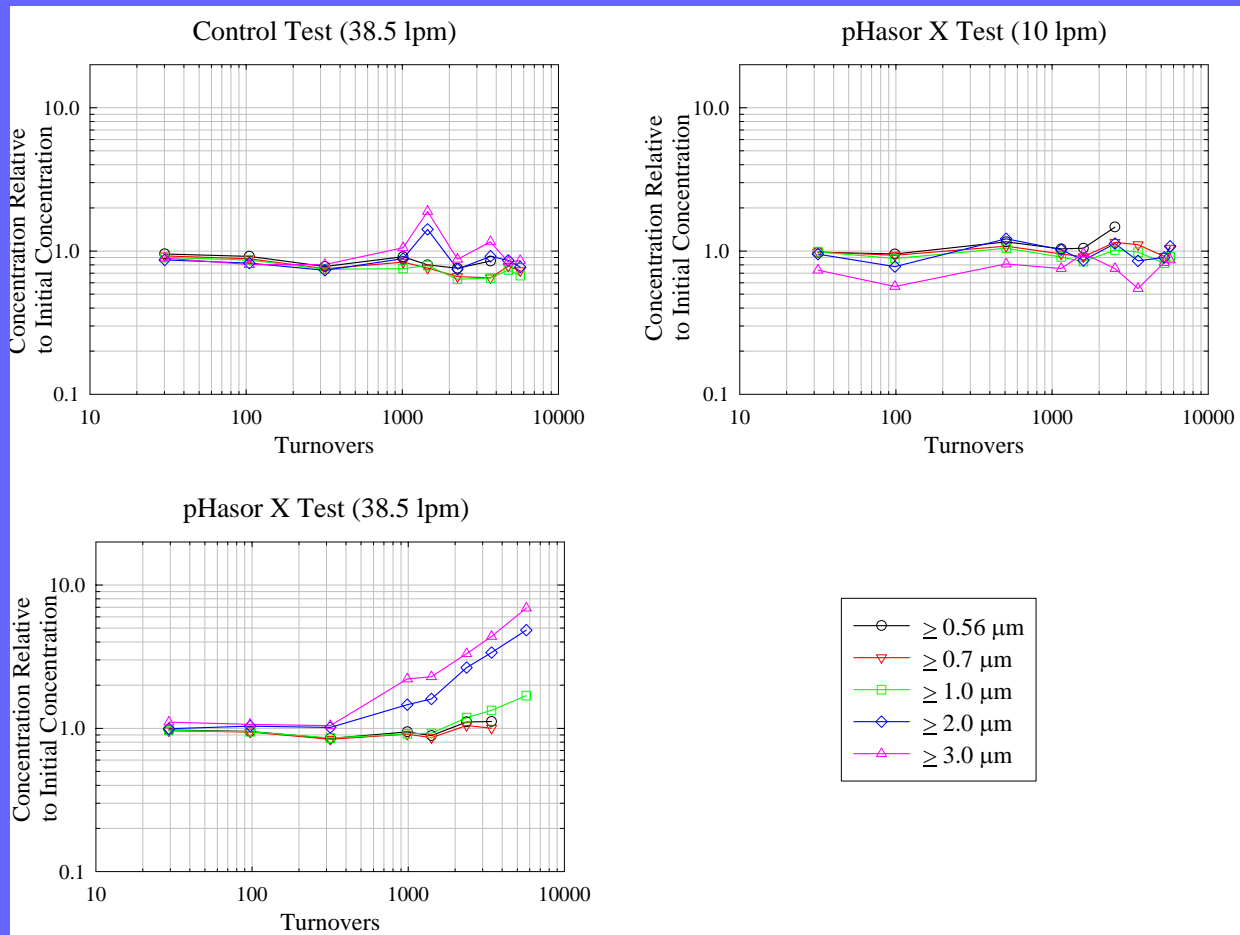 Control Test (38.5 lpm)
Concentration Relative
to Initial Concentration
10.0
1.0
0.1
10
100
1000
10000
Turnovers
pHasor X Test (10 lpm)
Concentration Relative
to Initial Concentration
10.0
1.0
0.1
10
100
1000
10000
Turnovers
pHasor X Test (38.5 lpm)
Concentration Relative
to Initial Concentration
10.0
1.0
0.1
10
100
1000
10000
Turnovers
≥ 0.56 μm
≥ 0.7 μm
≥ 1.0 μm
≥ 2.0 μm
≥ 3.0 μm